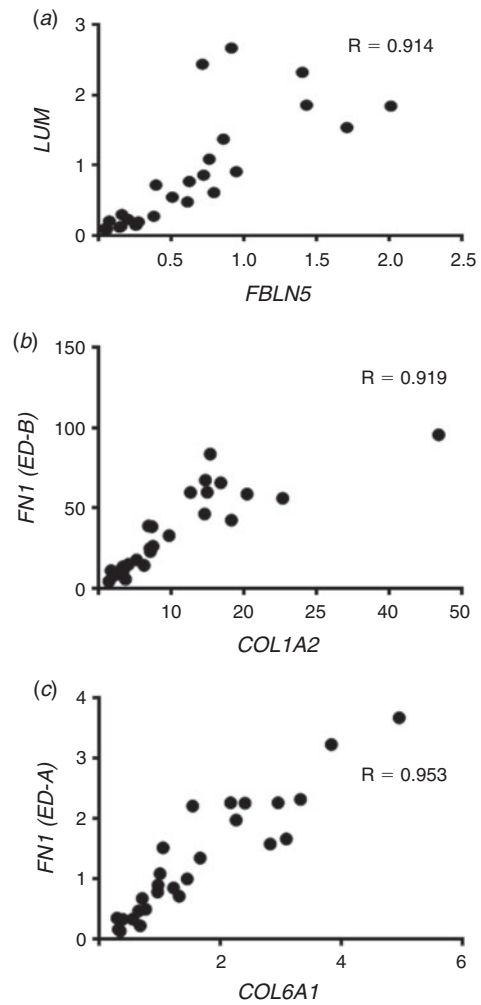 (a)
3
2
1
0
LUM
R = 0.914
0.5 1.0 1.5 2.0 2.5
FBLN5
(b)
150
100
50
0
FN1 (ED-B)
R = 0.919
10 20 25 40 50
COL1A2
(c)
4
3
2
1
0
FN1 (ED-A)
R = 0.953
2 4 6
COL6A1